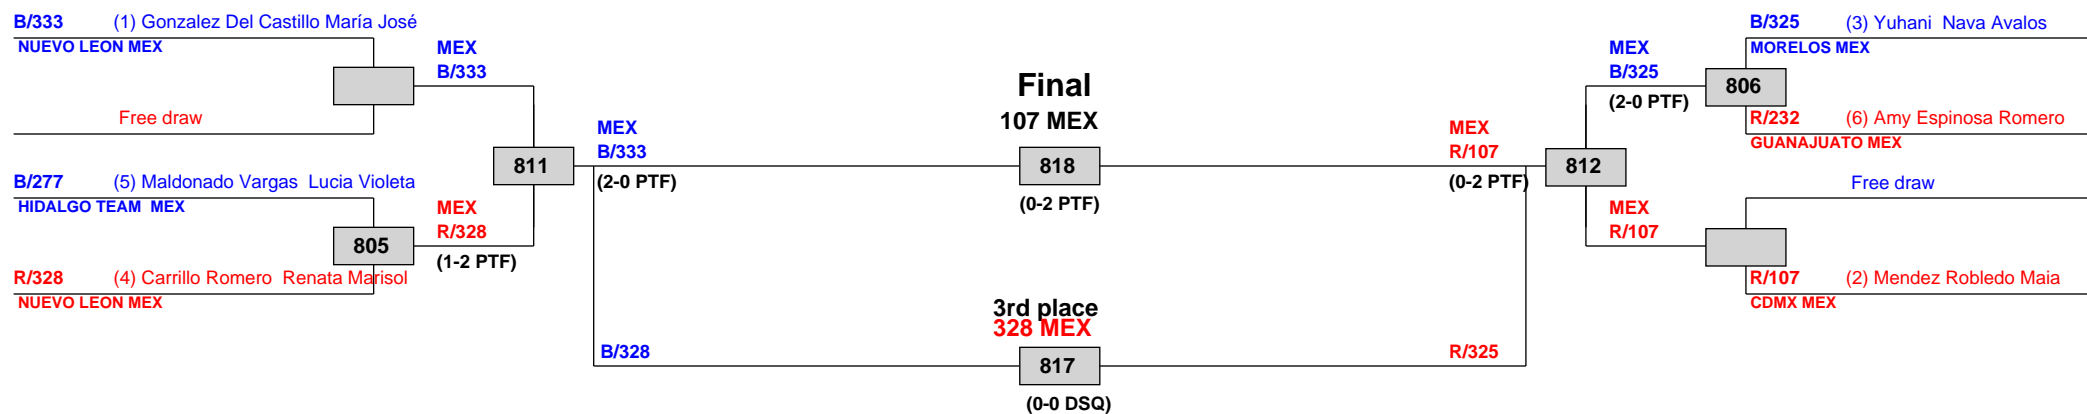 B/333 (1) Gonzalez Del Castillo María José
NUEVO LEON MEX
MEX
B/333
Free draw
B/277 (5) Maldonado Vargas  Lucia Violeta
HIDALGO TEAM  MEX
805
MEX
R/328
(1-2 PTF)
R/328 (4) Carrillo Romero  Renata Marisol
NUEVO LEON MEX
811
MEX
B/333
(2-0 PTF)
Final
107 MEX
818
(0-2 PTF)
3rd place
328 MEX
B/328
817
R/325
(0-0 DSQ)
MEX
R/107
(0-2 PTF)
812
MEX
B/325
(2-0 PTF)
B/325 (3) Yuhani  Nava Avalos
MORELOS MEX
806
R/232 (6) Amy Espinosa Romero
GUANAJUATO MEX
Free draw
MEX
R/107
R/107 (2) Mendez Robledo Maia
CDMX MEX